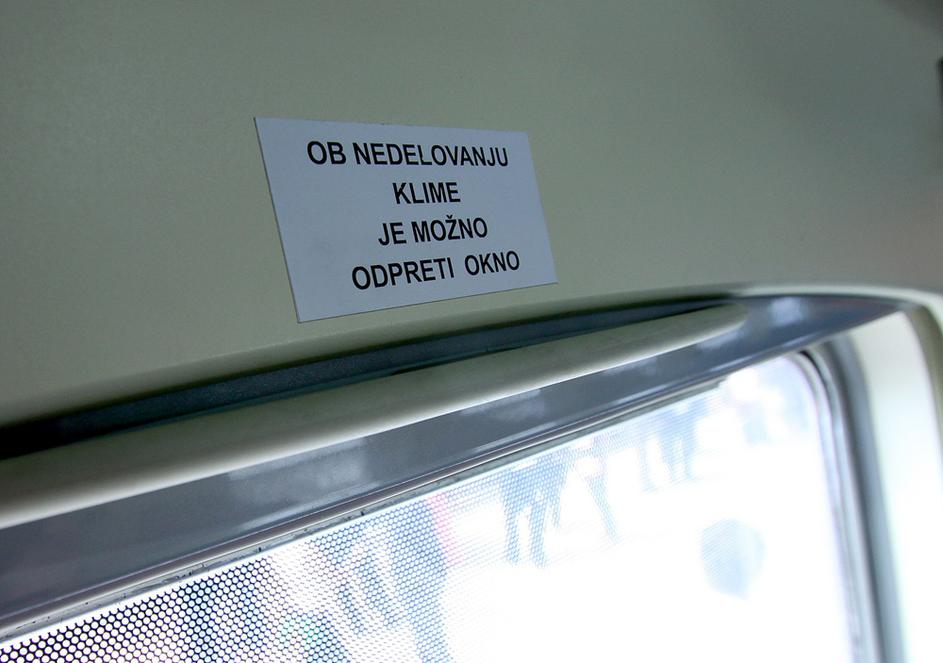 OB NEDELOVANJU
KLIME
JE MOŽNO
ODPRETI OKNO